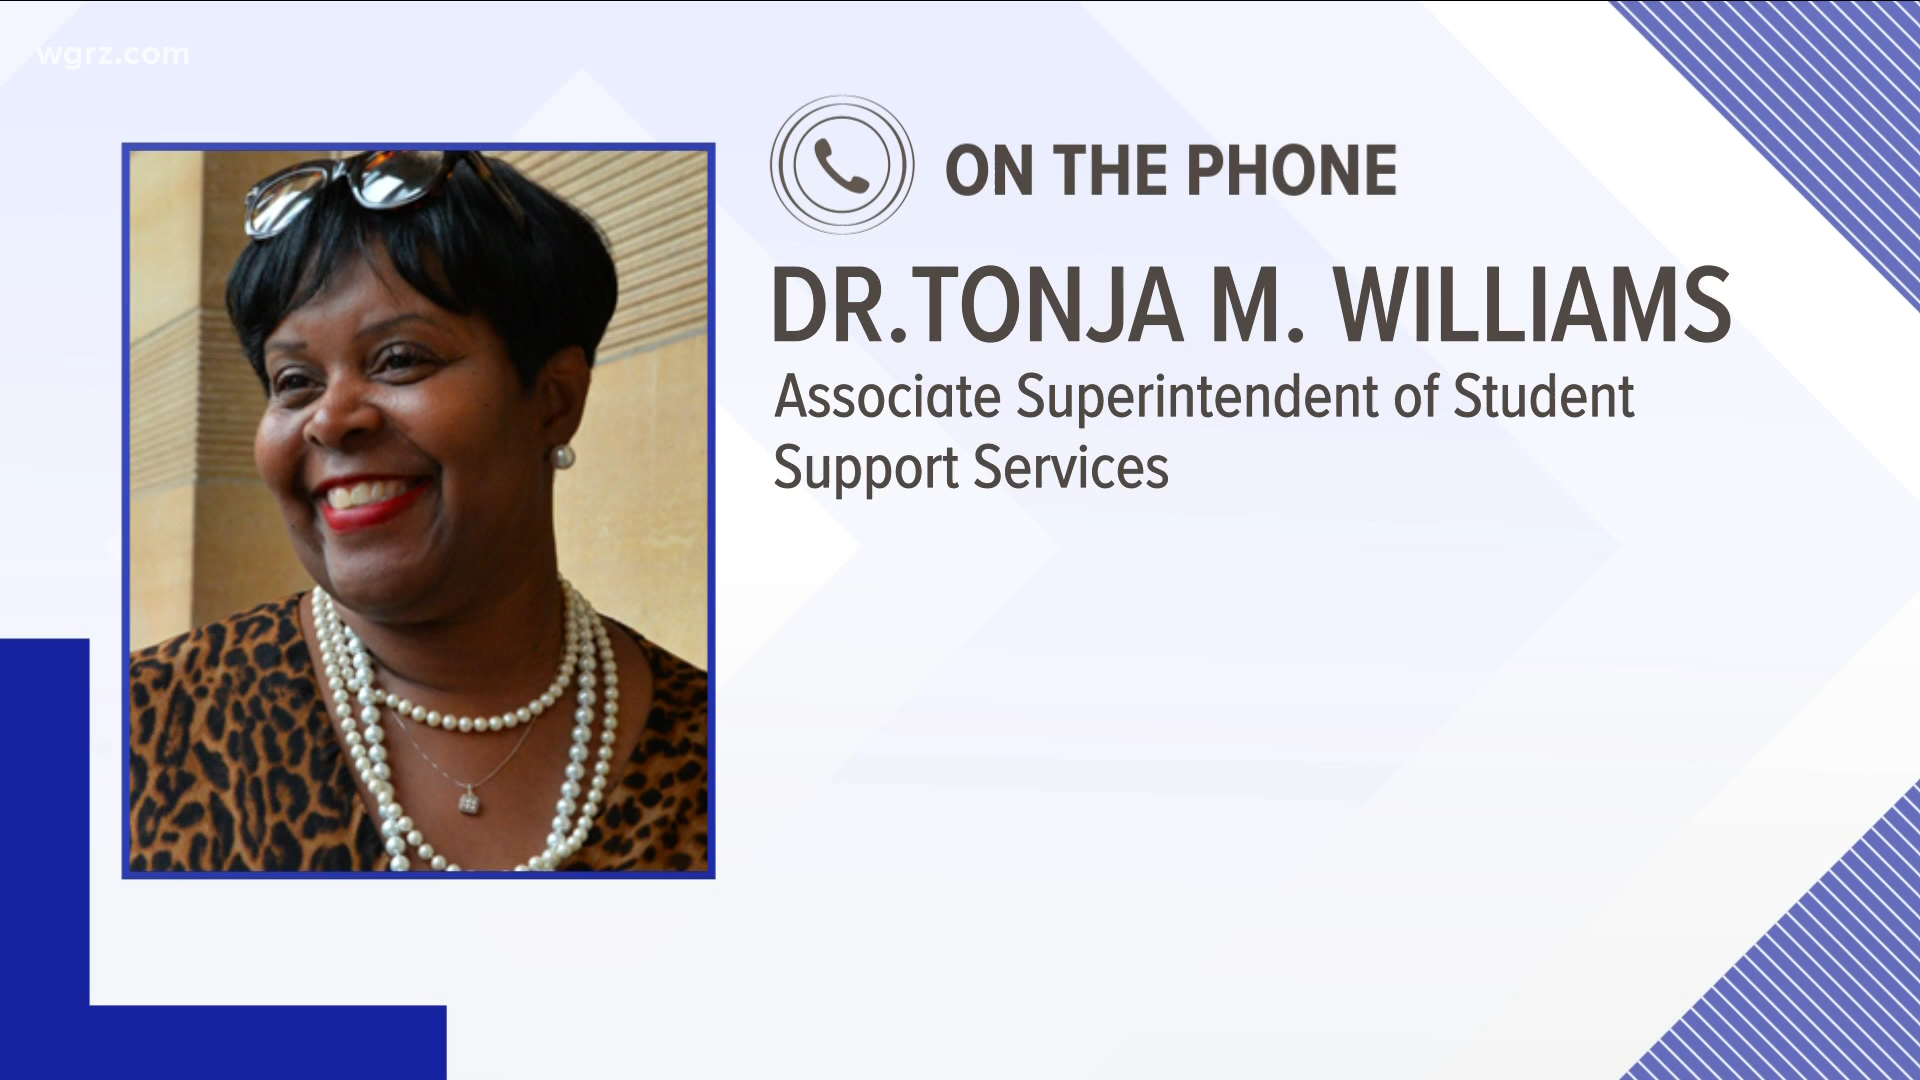 wgrz.com
ON THE PHONE
DR.TONJA M. WILLIAMS
Associate Superintendent of Student
Support Services